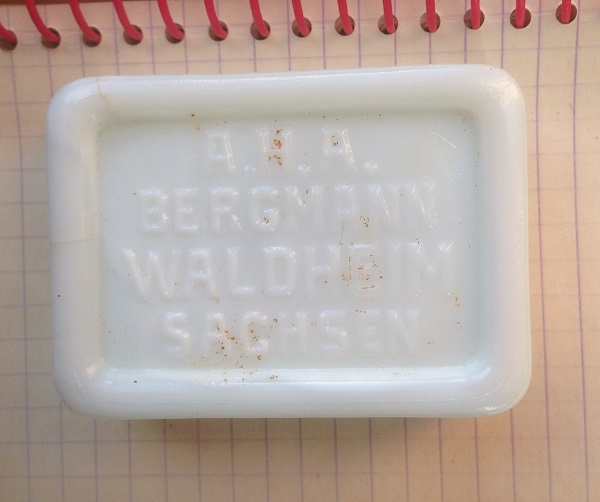 A.H.A.
BERGMANN
WALDHEIM
SACHSEN